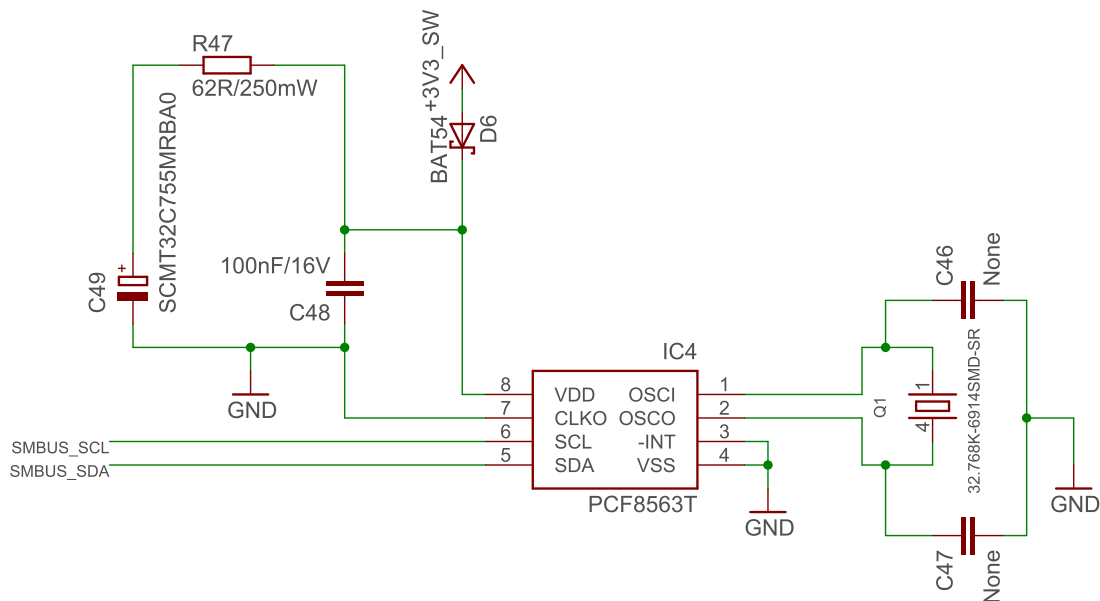 R47
62R/250mW
+3V3_SW
BAT54
D6
SCMT32C755MRBA0
C49
+
100nF/16V
C48
GND
C46
None
IC4
8 VDD OSCI 1
7 CLKO OSCO 2
6 SCL -INT 3
5 SDA VSS 4
PCF8563T
SMBUS_SCL
SMBUS_SDA
GND
Q1
1
4
32.768K-6914SMD-SR
GND
C47
None